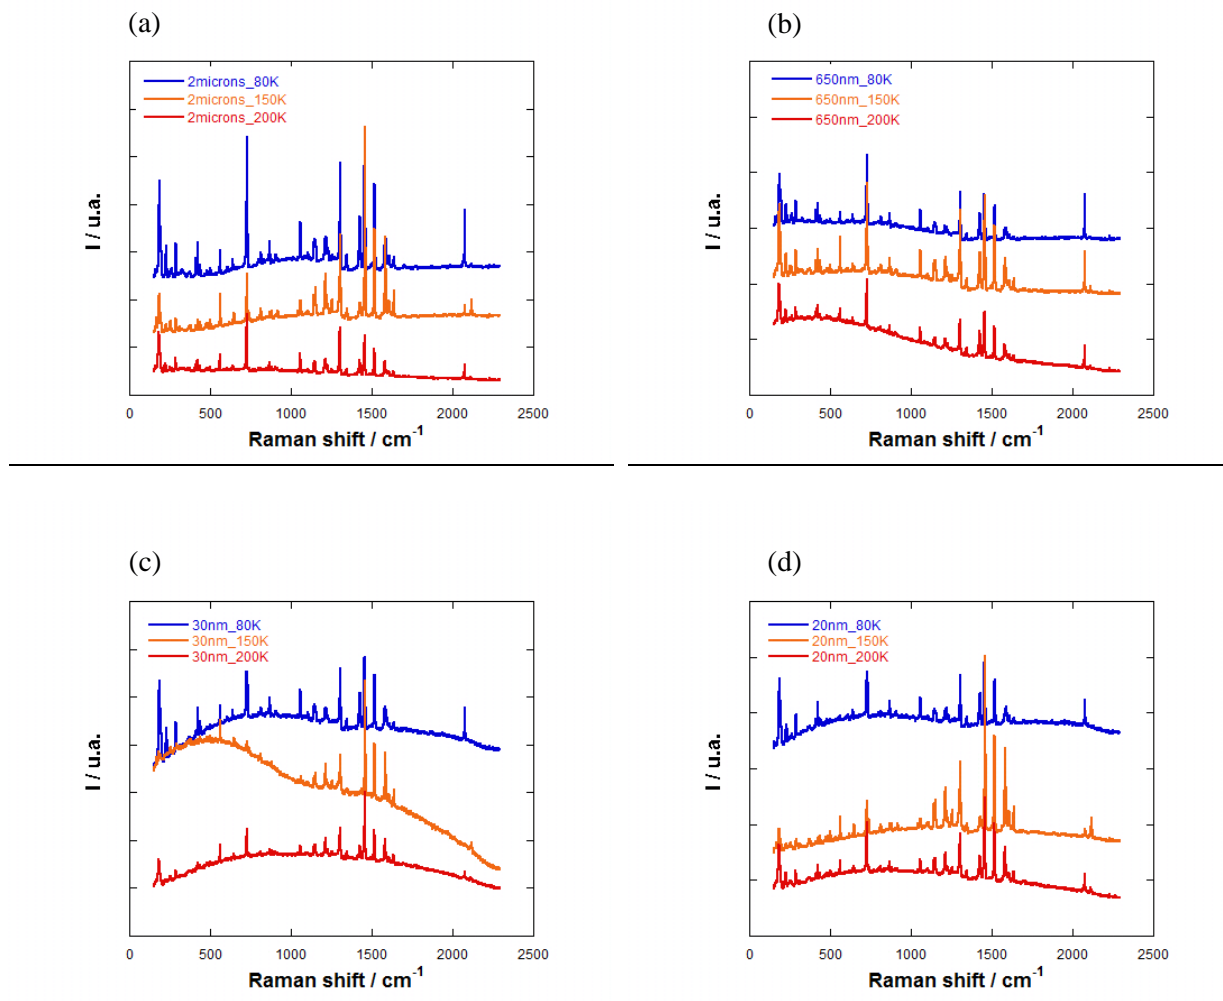 (a)
2microns_80K
2microns_150K
2microns_200K
I / u.a.
0 500 1000 1500 2000 2500
Raman shift / cm⁻¹
(b)
650nm_80K
650nm_150K
650nm_200K
I / u.a.
0 500 1000 1500 2000 2500
Raman shift / cm⁻¹
(c)
30nm_80K
30nm_150K
30nm_200K
I / u.a.
0 500 1000 1500 2000 2500
Raman shift / cm⁻¹
(d)
20nm_80K
20nm_150K
20nm_200K
I / u.a.
0 500 1000 1500 2000 2500
Raman shift / cm⁻¹